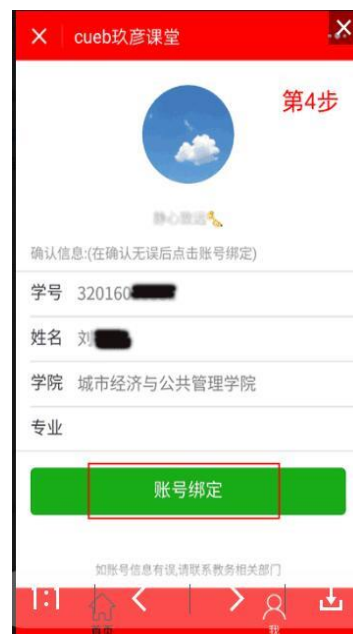 cueb玖彦课堂
第4步
静心致远
确认信息:(在确认无误后点击账号绑定)
学号 320160
姓名 刘
学院 城市经济与公共管理学院
专业
账号绑定
如账号信息有误,请联系教务相关部门
1:1
首页
我